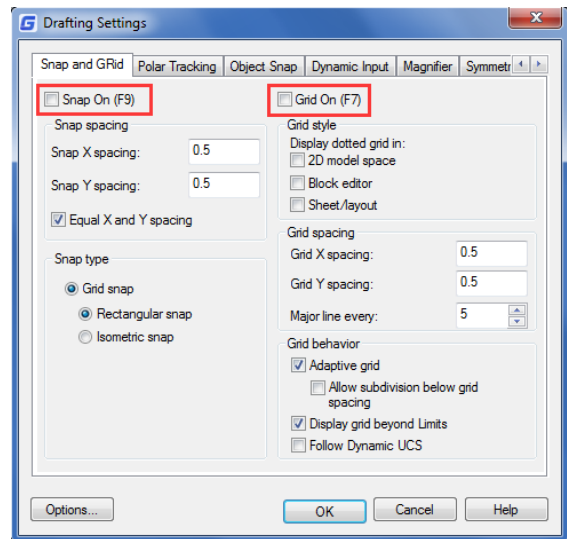 Drafting Settings
Snap and GRid
Polar Tracking
Object Snap
Dynamic Input
Magnifier
Symmetr
Snap On (F9)
Snap spacing
Snap X spacing:
0.5
Snap Y spacing:
0.5
Equal X and Y spacing
Snap type
Grid snap
Rectangular snap
Isometric snap
Grid On (F7)
Grid style
Display dotted grid in:
2D model space
Block editor
Sheet/layout
Grid spacing
Grid X spacing:
0.5
Grid Y spacing:
0.5
Major line every:
5
Grid behavior
Adaptive grid
Allow subdivision below grid
spacing
Display grid beyond Limits
Follow Dynamic UCS
Options...
OK
Cancel
Help